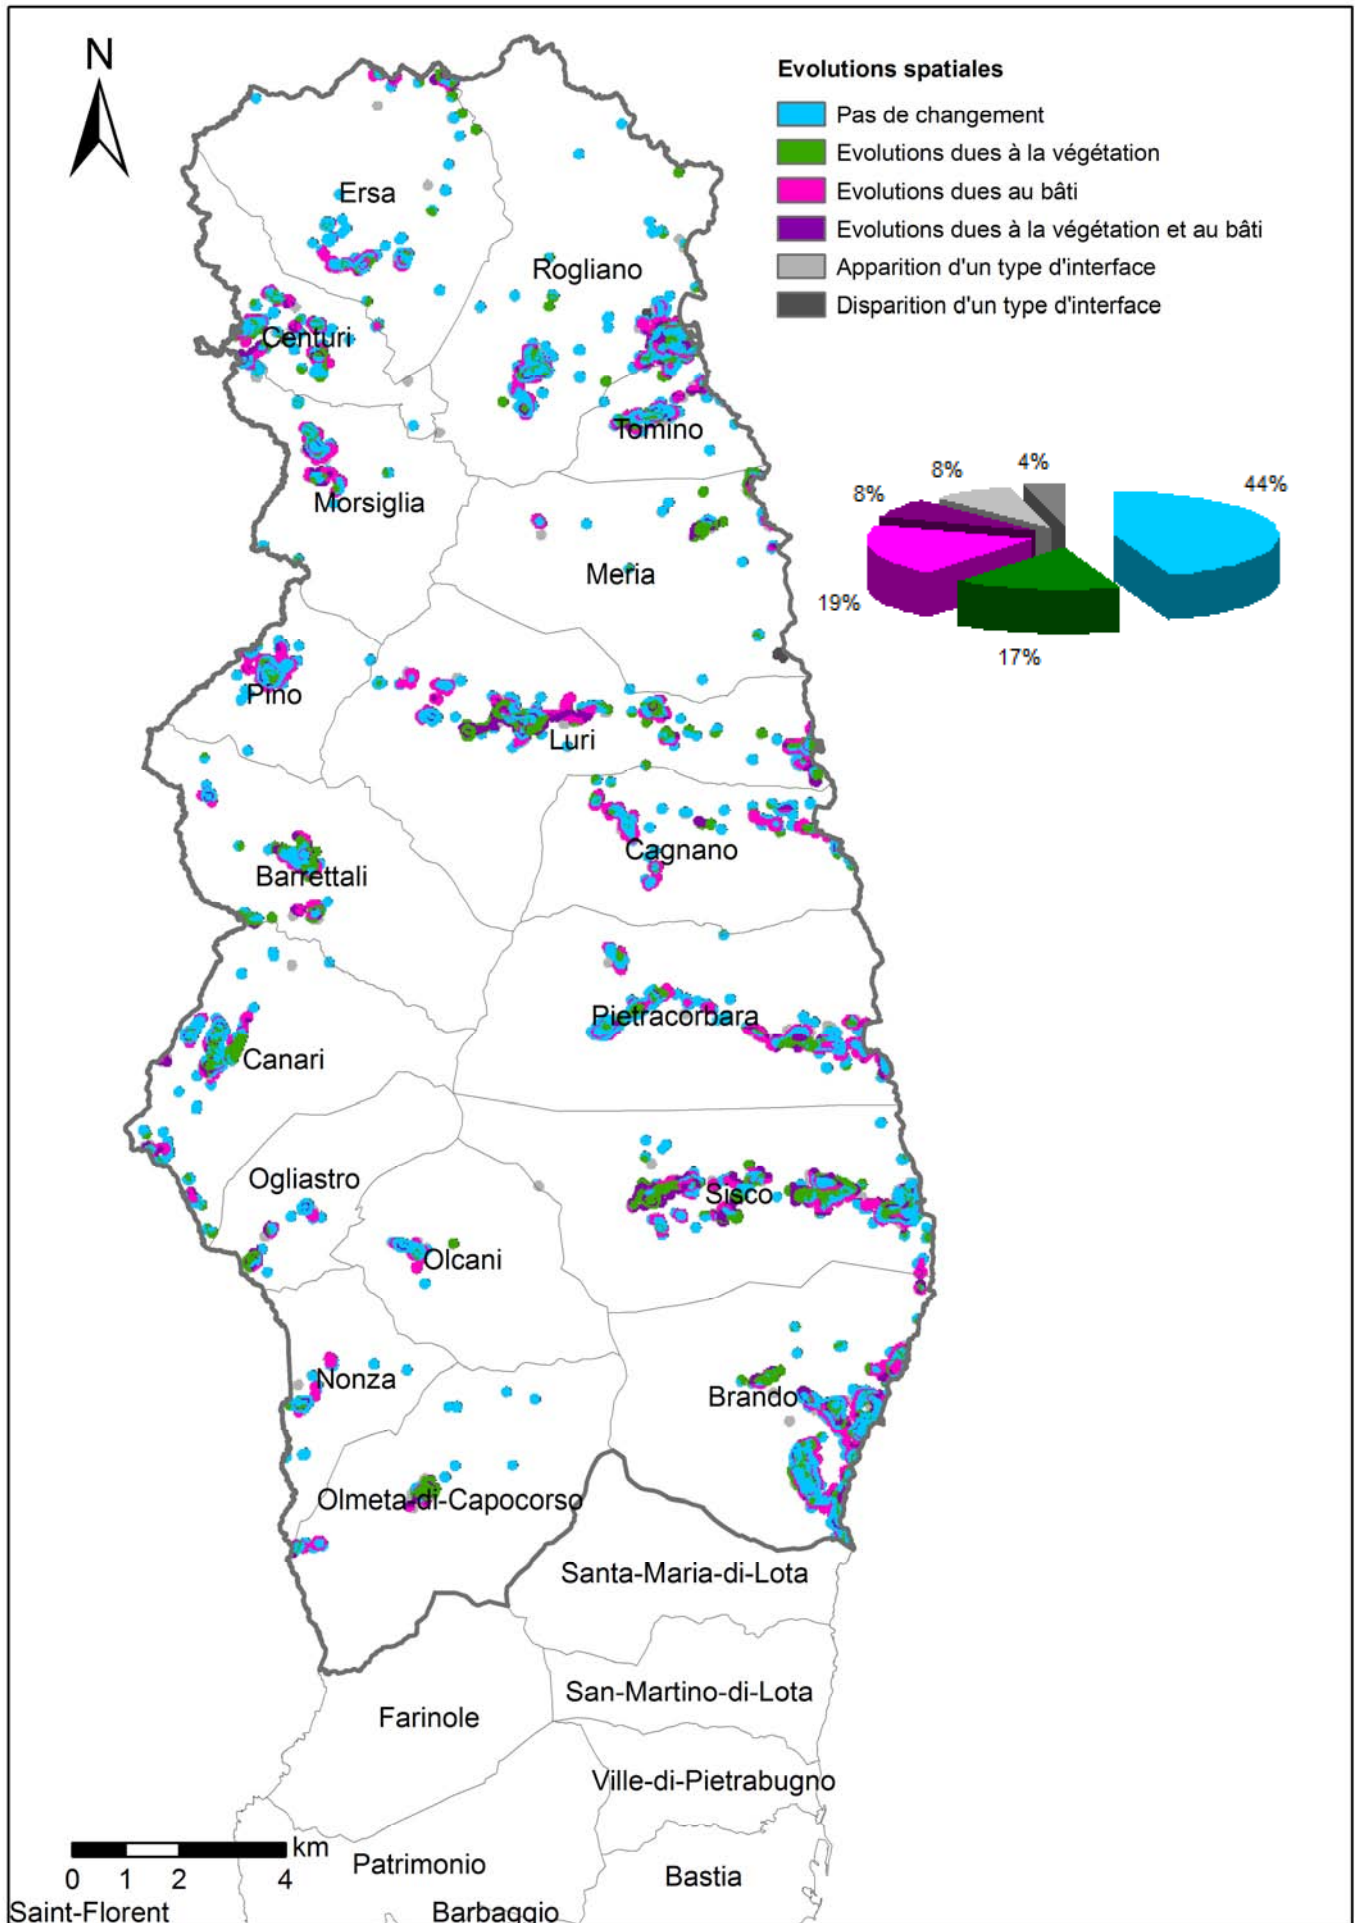 N
Evolutions spatiales
Pas de changement
Evolutions dues à la végétation
Evolutions dues au bâti
Evolutions dues à la végétation et au bâti
Apparition d'un type d'interface
Disparition d'un type d'interface
Ersa
Rogliano
Centuri
Tomino
Morsiglia
Meria
8%
8%
4%
44%
19%
17%
Pino
Luri
Cagnano
Barrettali
Pietracorbara
Canari
Ogliastro
Sisco
Olcani
Nonza
Brando
Olmeta-di-Capocorso
Santa-Maria-di-Lota
San-Martino-di-Lota
Farinole
Ville-di-Pietrabugno
km
0 1 2 4
Patrimonio
Bastia
Saint-Florent
Barbaggio